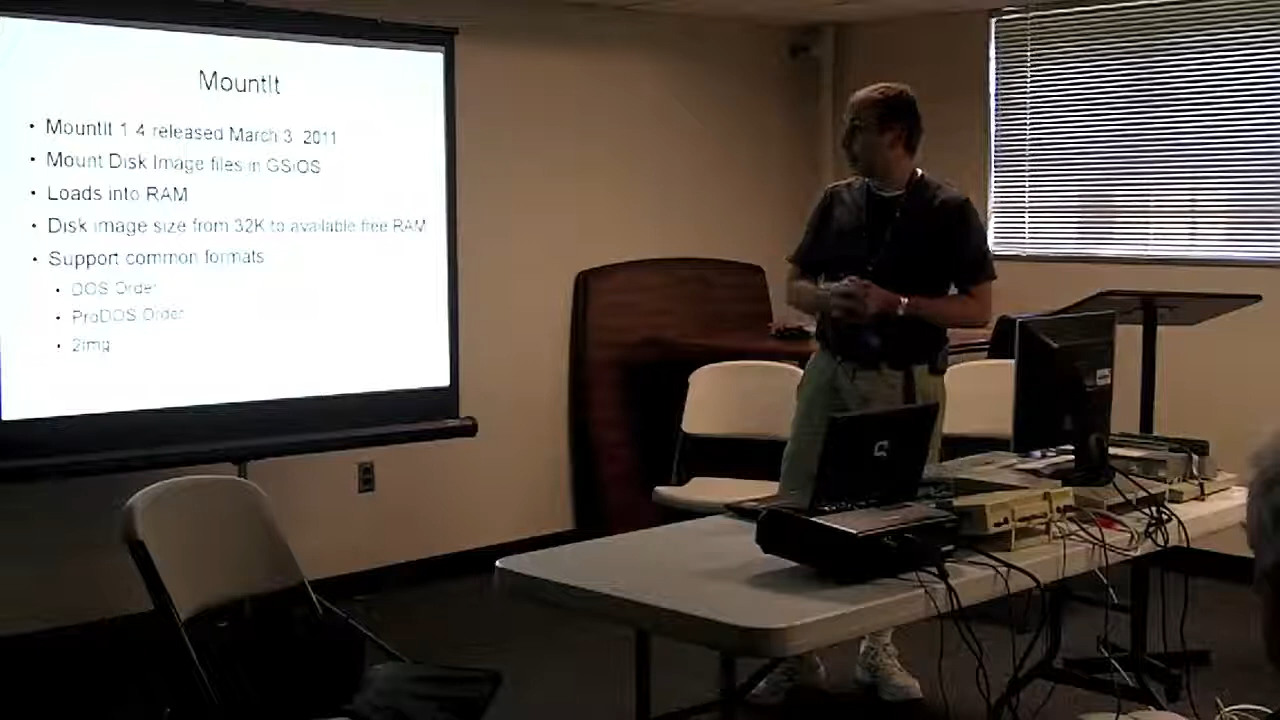 MountIt
• MountIt 1.4 released March 3, 2011
• Mount Disk Image files in GS/OS
• Loads into RAM
• Disk image size from 32K to available free RAM
• Support common formats
• DOS Order
• ProDOS Order
• 2img